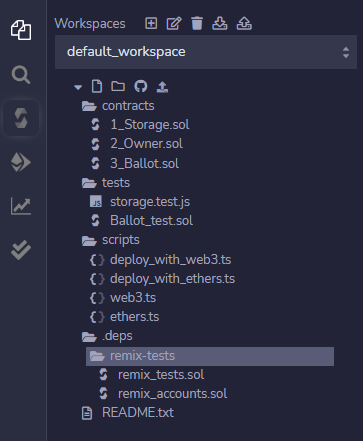 Workspaces
default_workspace
contracts
1_Storage.sol
2_Owner.sol
3_Ballot.sol
tests
JS storage.test.js
Ballot_test.sol
scripts
deploy_with_web3.ts
deploy_with_ethers.ts
web3.ts
ethers.ts
.deps
remix-tests
remix_tests.sol
remix_accounts.sol
README.txt